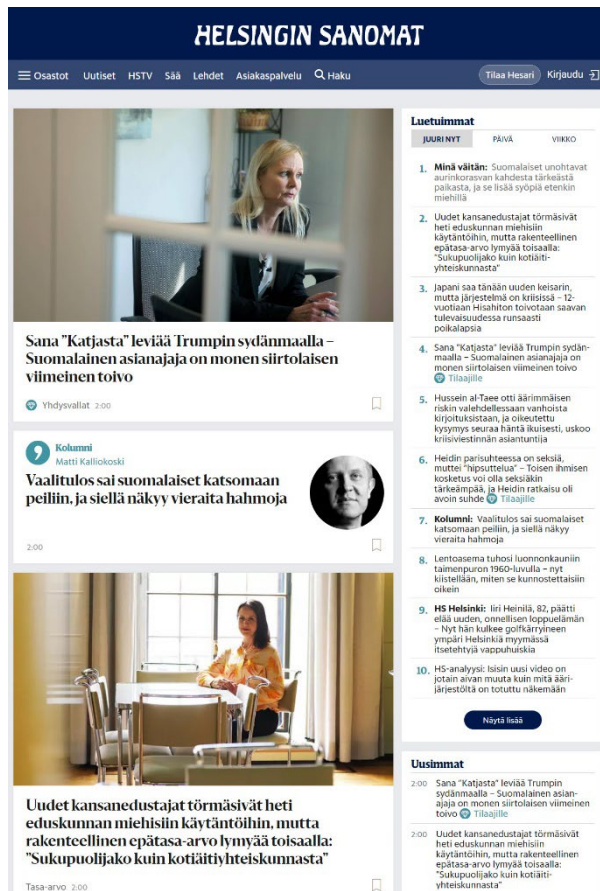 HELSINGIN SANOMAT
Osastot Uutiset HSTV Sää Lehdet Asiakaspalvelu Haku Tilaa Hesari Kirjaudu
Sana ”Katjasta” leviää Trumpin sydänmaalla –
Suomalainen asianajaja on monen siirtolaisen
viimeinen toivo
Yhdysvallat 2:00
Kolumni
Matti Kalliokoski
Vaalitulos sai suomalaiset katsomaan
peiliin, ja siellä näkyy vieraita hahmoja
2:00
Uudet kansanedustajat törmäsivät heti
eduskunnan miehisiin käytäntöihin, mutta
rakenteellinen epätasa-arvo lymyää toisaalla:
”Sukupuolijako kuin kotiäitiyhteiskunnasta”
Tasa-arvo 2:00
Luetuimmat
JUURI NYT PÄIVÄ VIIKKO
1. Minä väitän: Suomalaiset unohtavat
aurinkorasvan kahdesta tärkeästä
paikasta, ja se lisää syöpiä etenkin
miehillä
2. Uudet kansanedustajat törmäsivät
heti eduskunnan miehisiin
käytäntöihin, mutta rakenteellinen
epätasa-arvo lymyää toisaalla:
”Sukupuolijako kuin kotiäiti-
yhteiskunnasta”
3. Japani saa tänään uuden keisarin,
mutta järjestelmä on kriisissä – 12-
vuotiaan Hisahiton toivotaan saavan
tulevaisuudessa runsaasti
poikalapsia
4. Sana ”Katjasta” leviää Trumpin sydän-
maalla – Suomalainen asianajaja on
monen siirtolaisen viimeinen toivo
Tilaajille
5. Hussein al-Taee otti äärimmäisen
riskin valehdellessaan vanhoista
kirjoituksistaan, ja oikeutettu
kysymys seuraa häntä ikuisesti, uskoo
kriisiviestinnän asiantuntija
6. Heidin parisuhteessa on seksiä,
muttei ”hipsuttelua” – Toisen ihmisen
kosketus voi olla seksiäkin
tärkeämpää, ja Heidin ratkaisu oli
avoin suhde Tilaajille
7. Kolumni: Vaalitulos sai suomalaiset
katsomaan peiliin, ja siellä näkyy
vieraita hahmoja
8. Lentoasema tuhosi luonnonkauniin
taimenpuron 1960-luvulla – nyt
kiistellään, miten se kunnostettaisiin
oikein
9. HS Helsinki: Iiri Heinilä, 82, päätti
elää uuden, onnellisen loppuelämän
– Nyt hän kulkee golfkärryineen
ympäri Helsinkiä myymässä
itsetehtyjä vappuhuiskia
10. HS-analyysi: Isisin uusi video on
jotain aivan muuta kuin mitä ääri-
järjestöltä on totuttu näkemään
Näytä lisää
Uusimmat
2:00 Sana ”Katjasta” leviää Trumpin
sydänmaalla – Suomalainen asian-
ajaja on monen siirtolaisen viimeinen
toivo Tilaajille
2:00 Uudet kansanedustajat törmäsivät
heti eduskunnan miehisiin
käytäntöihin, mutta rakenteellinen
epätasa-arvo lymyää toisaalla:
”Sukupuolijako kuin kotiäiti-
yhteiskunnasta”